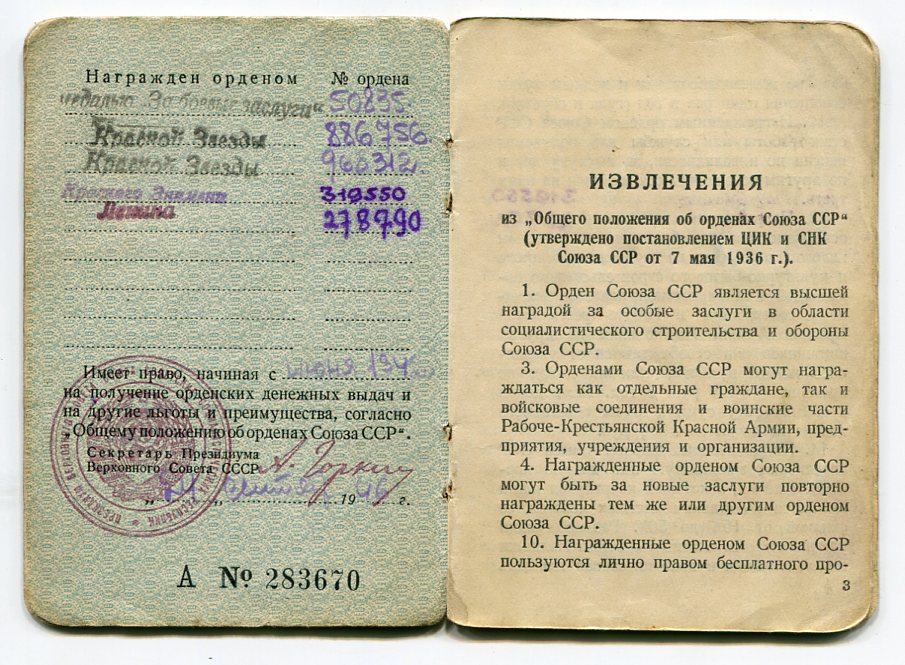 Награжден орденом № ордена
медалью „За боевые заслуги“ 50835
Красной Звезды 886756
Красной Звезды 966312
Красного Знамени 319550
Ленина 278790
Имеет право, начиная с июня 194
на получение орденских денежных выдач и
на другие льготы и преимущества, согласно
„Общему положению об орденах Союза ССР“.
Секретарь Президиума
Верховного Совета СССР А. Горкин
„ “ 1946 г.
А № 283670
ИЗВЛЕЧЕНИЯ
из „Общего положения об орденах Союза ССР“
(утверждено постановлением ЦИК и СНК
Союза ССР от 7 мая 1936 г.).
1. Орден Союза ССР является высшей
наградой за особые заслуги в области
социалистического строительства и обороны
Союза ССР.
3. Орденами Союза ССР могут награ-
ждаться как отдельные граждане, так и
войсковые соединения и воинские части
Рабоче-Крестьянской Красной Армии, пред-
приятия, учреждения и организации.
4. Награжденные орденом Союза ССР
могут быть за новые заслуги повторно
награждены тем же или другим орденом
Союза ССР.
10. Награжденные орденом Союза ССР
пользуются лично правом бесплатного про-
3